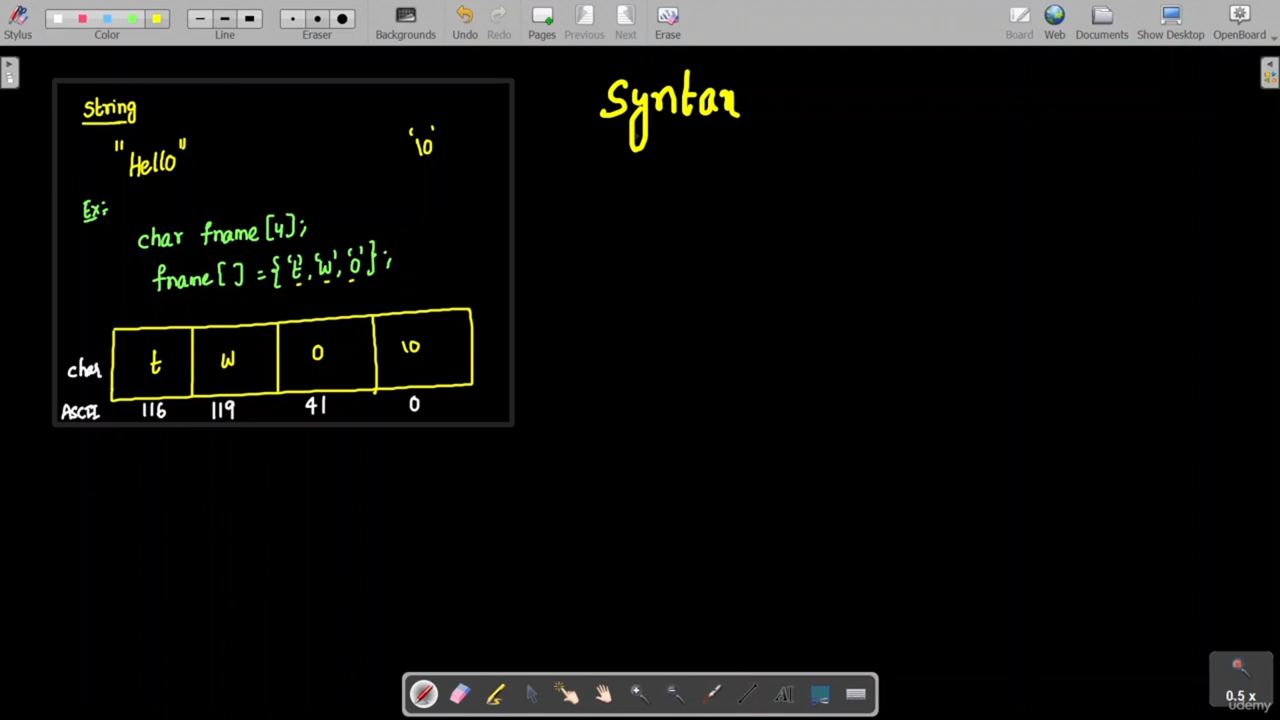 Stylus
Color
Line
Eraser
Backgrounds
Undo
Redo
Pages
Previous
Next
Erase
Board
Web
Documents
Show Desktop
OpenBoard
String
"Hello"
'\0'
Ex:
char fname[4];
fname[ ] = {'t', 'w', 'o'};
char t w o \0
ASCII 116 119 41 0
Syntax
0.5 x
udemy